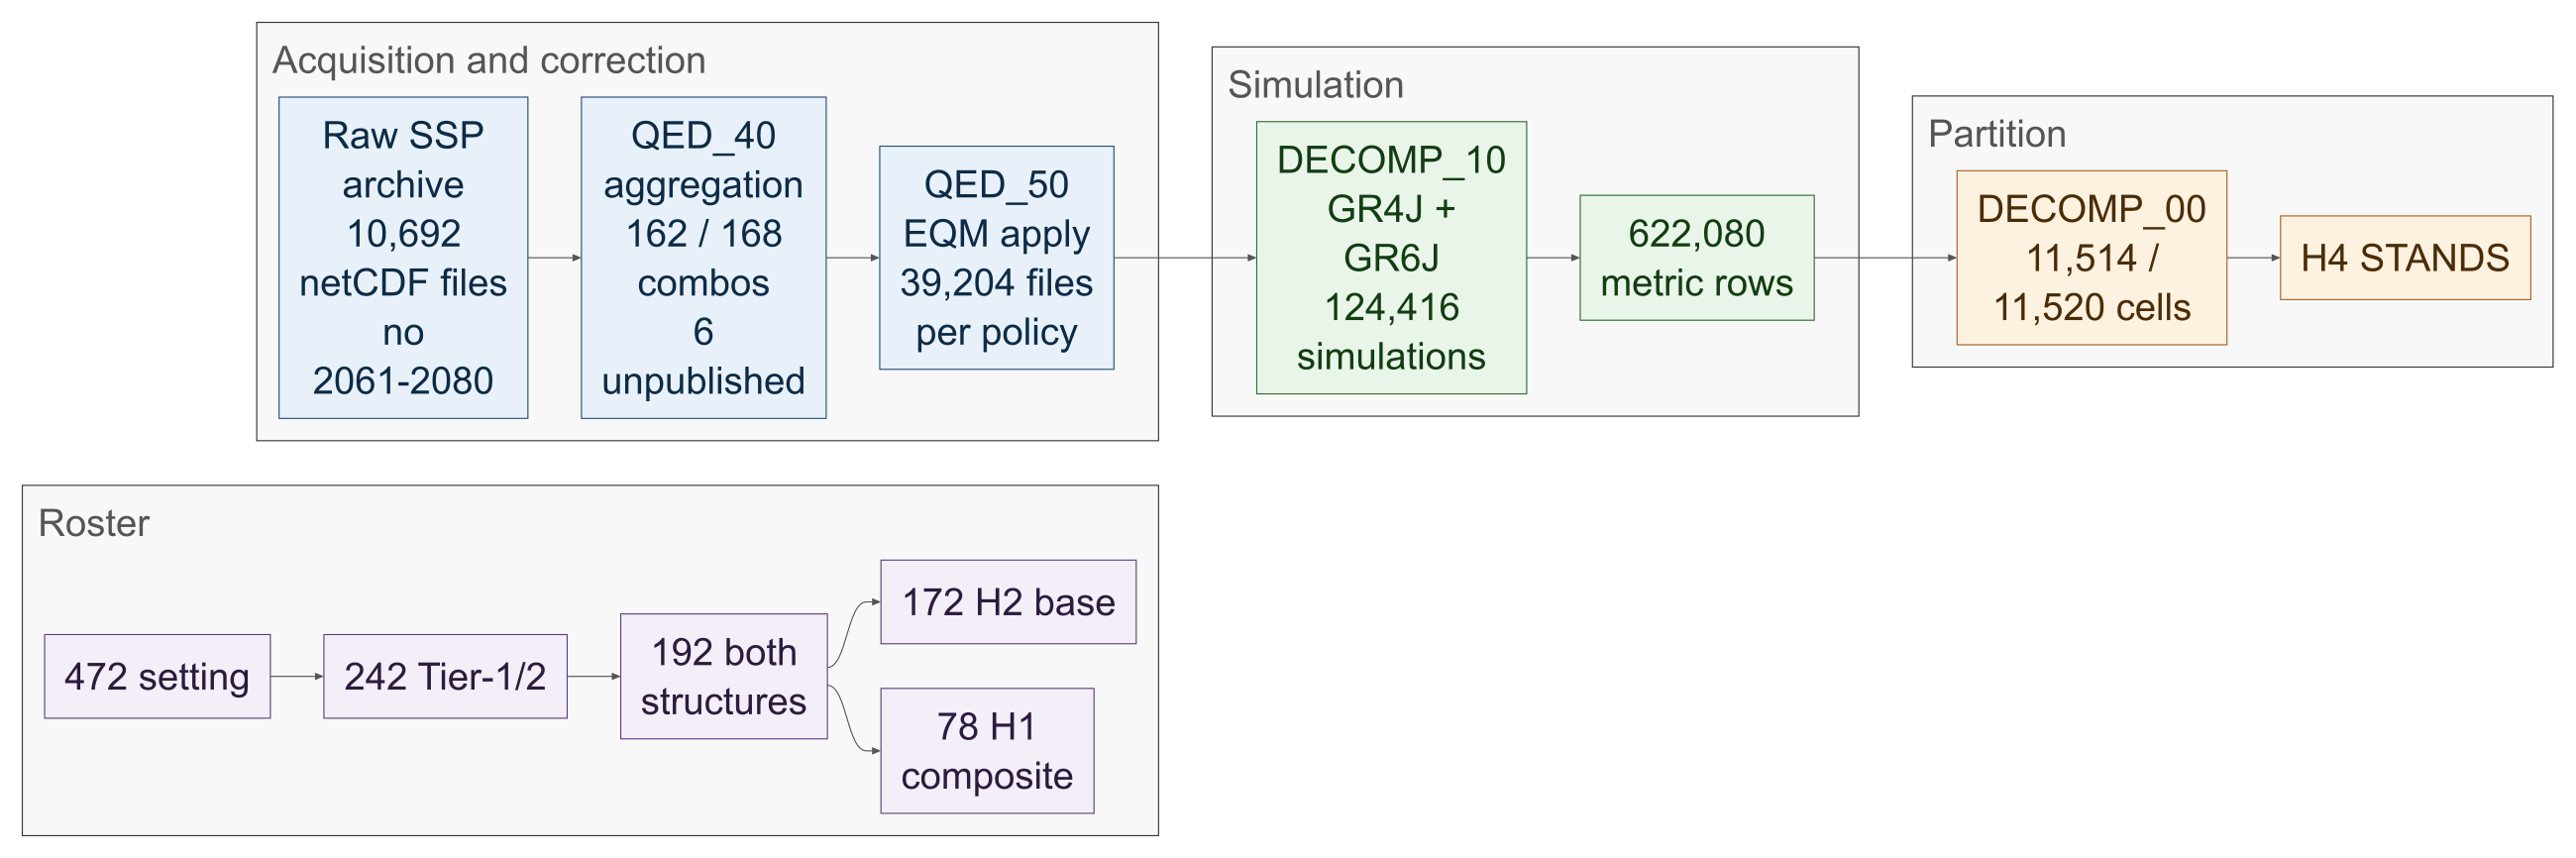 Acquisition and correction
Raw SSP
archive
10,692
netCDF files
no
2061-2080
QED_40
aggregation
162 / 168
combos
6
unpublished
QED_50
EQM apply
39,204 files
per policy
Simulation
DECOMP_10
GR4J +
GR6J
124,416
simulations
622,080
metric rows
Partition
DECOMP_00
11,514 /
11,520 cells
H4 STANDS
Roster
472 setting
242 Tier-1/2
192 both
structures
172 H2 base
78 H1
composite